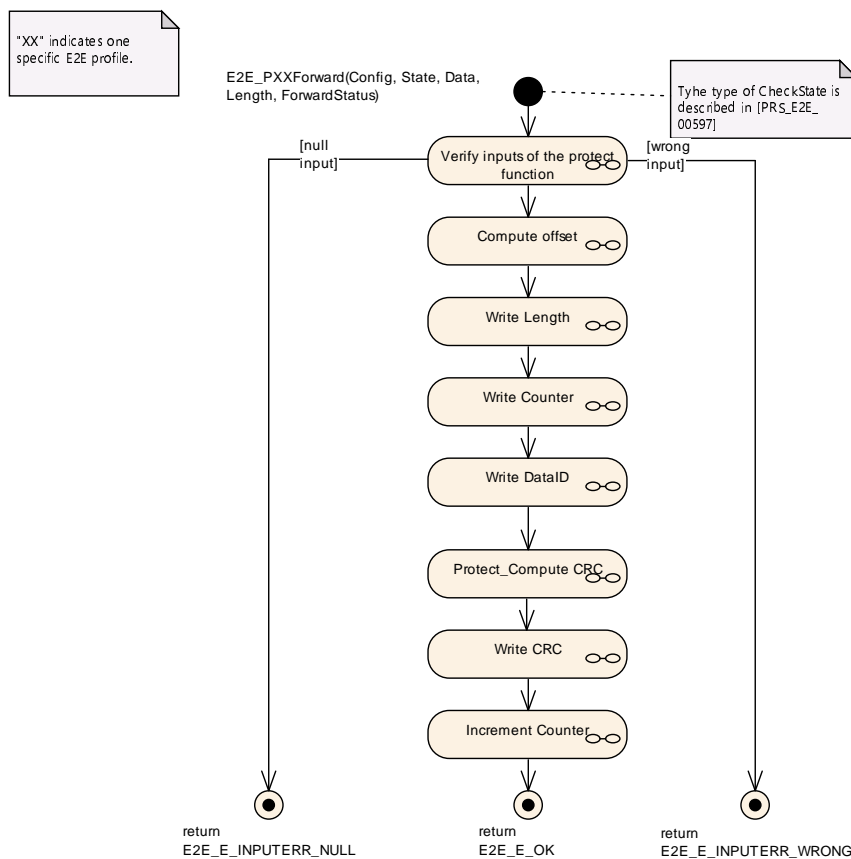 "XX" indicates one
specific E2E profile.
E2E_PXXForward(Config, State, Data,
Length, ForwardStatus)
Tyhe type of CheckState is
described in [PRS_E2E_
00597]
[null
input]
Verify inputs of the protect
function
[wrong
input]
Compute offset
Write Length
Write Counter
Write DataID
Protect_Compute CRC
Write CRC
Increment Counter
return
E2E_E_INPUTERR_NULL
return
E2E_E_OK
return
E2E_E_INPUTERR_WRONG